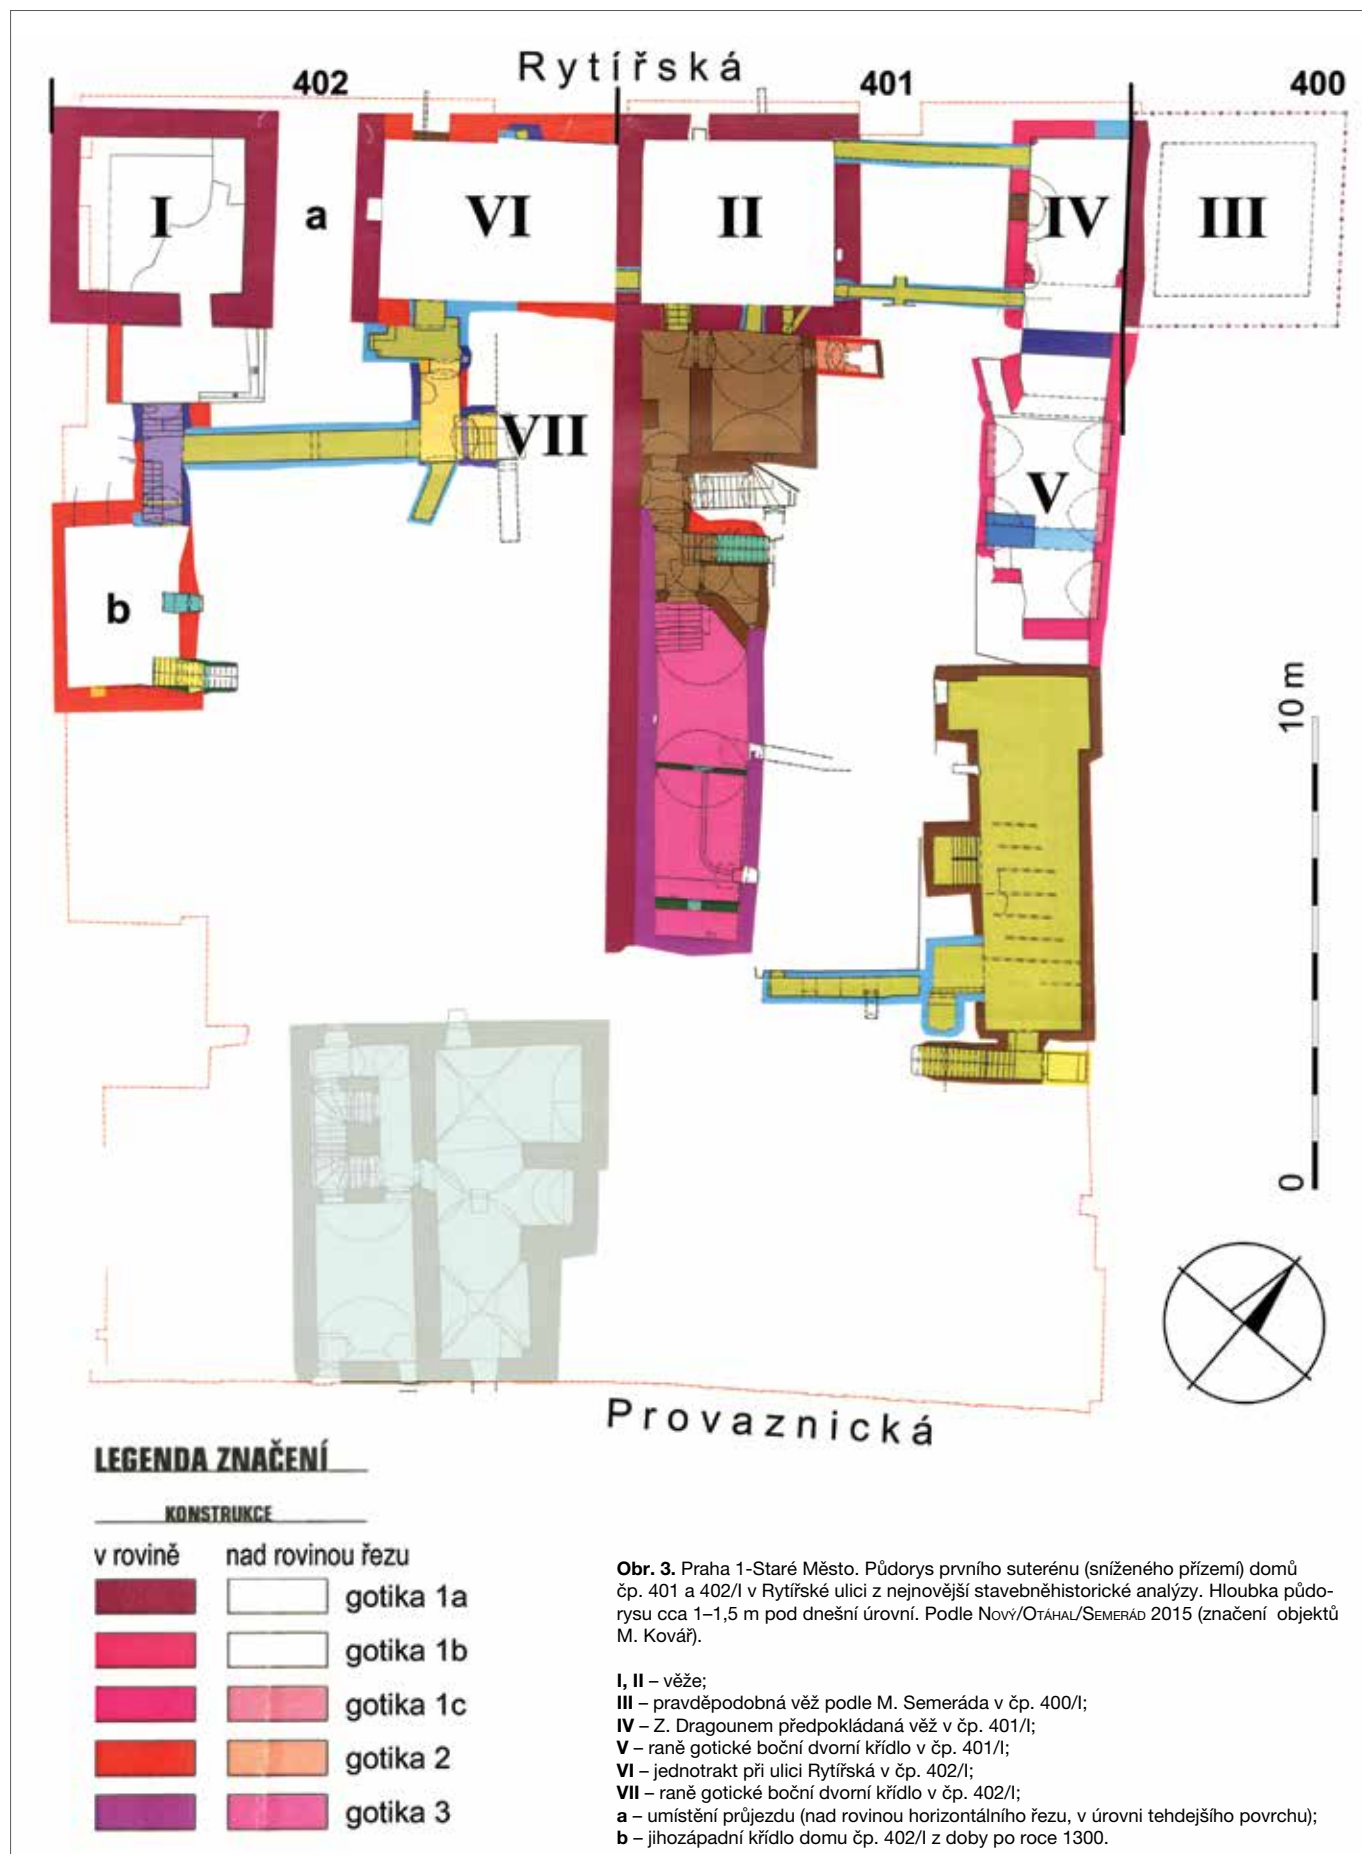 Rytířská
402
401
400
I
a
VI
II
IV
III
VII
V
b
10 m
0
Provaznická
LEGENDA ZNAČENÍ
KONSTRUKCE
v rovině nad rovinou řezu
gotika 1a
gotika 1b
gotika 1c
gotika 2
gotika 3
Obr. 3. Praha 1-Staré Město. Půdorys prvního suterénu (sníženého přízemí) domů
čp. 401 a 402/I v Rytířské ulici z nejnovější stavebněhistorické analýzy. Hloubka půdo-
rysu cca 1–1,5 m pod dnešní úrovní. Podle Nový/Otáhal/Semerád 2015 (značení objektů
M. Kovář).
I, II – věže;
III – pravděpodobná věž podle M. Semeráda v čp. 400/I;
IV – Z. Dragounem předpokládaná věž v čp. 401/I;
V – raně gotické boční dvorní křídlo v čp. 401/I;
VI – jednotrakt při ulici Rytířská v čp. 402/I;
VII – raně gotické boční dvorní křídlo v čp. 402/I;
a – umístění průjezdu (nad rovinou horizontálního řezu, v úrovni tehdejšího povrchu);
b – jihozápadní křídlo domu čp. 402/I z doby po roce 1300.